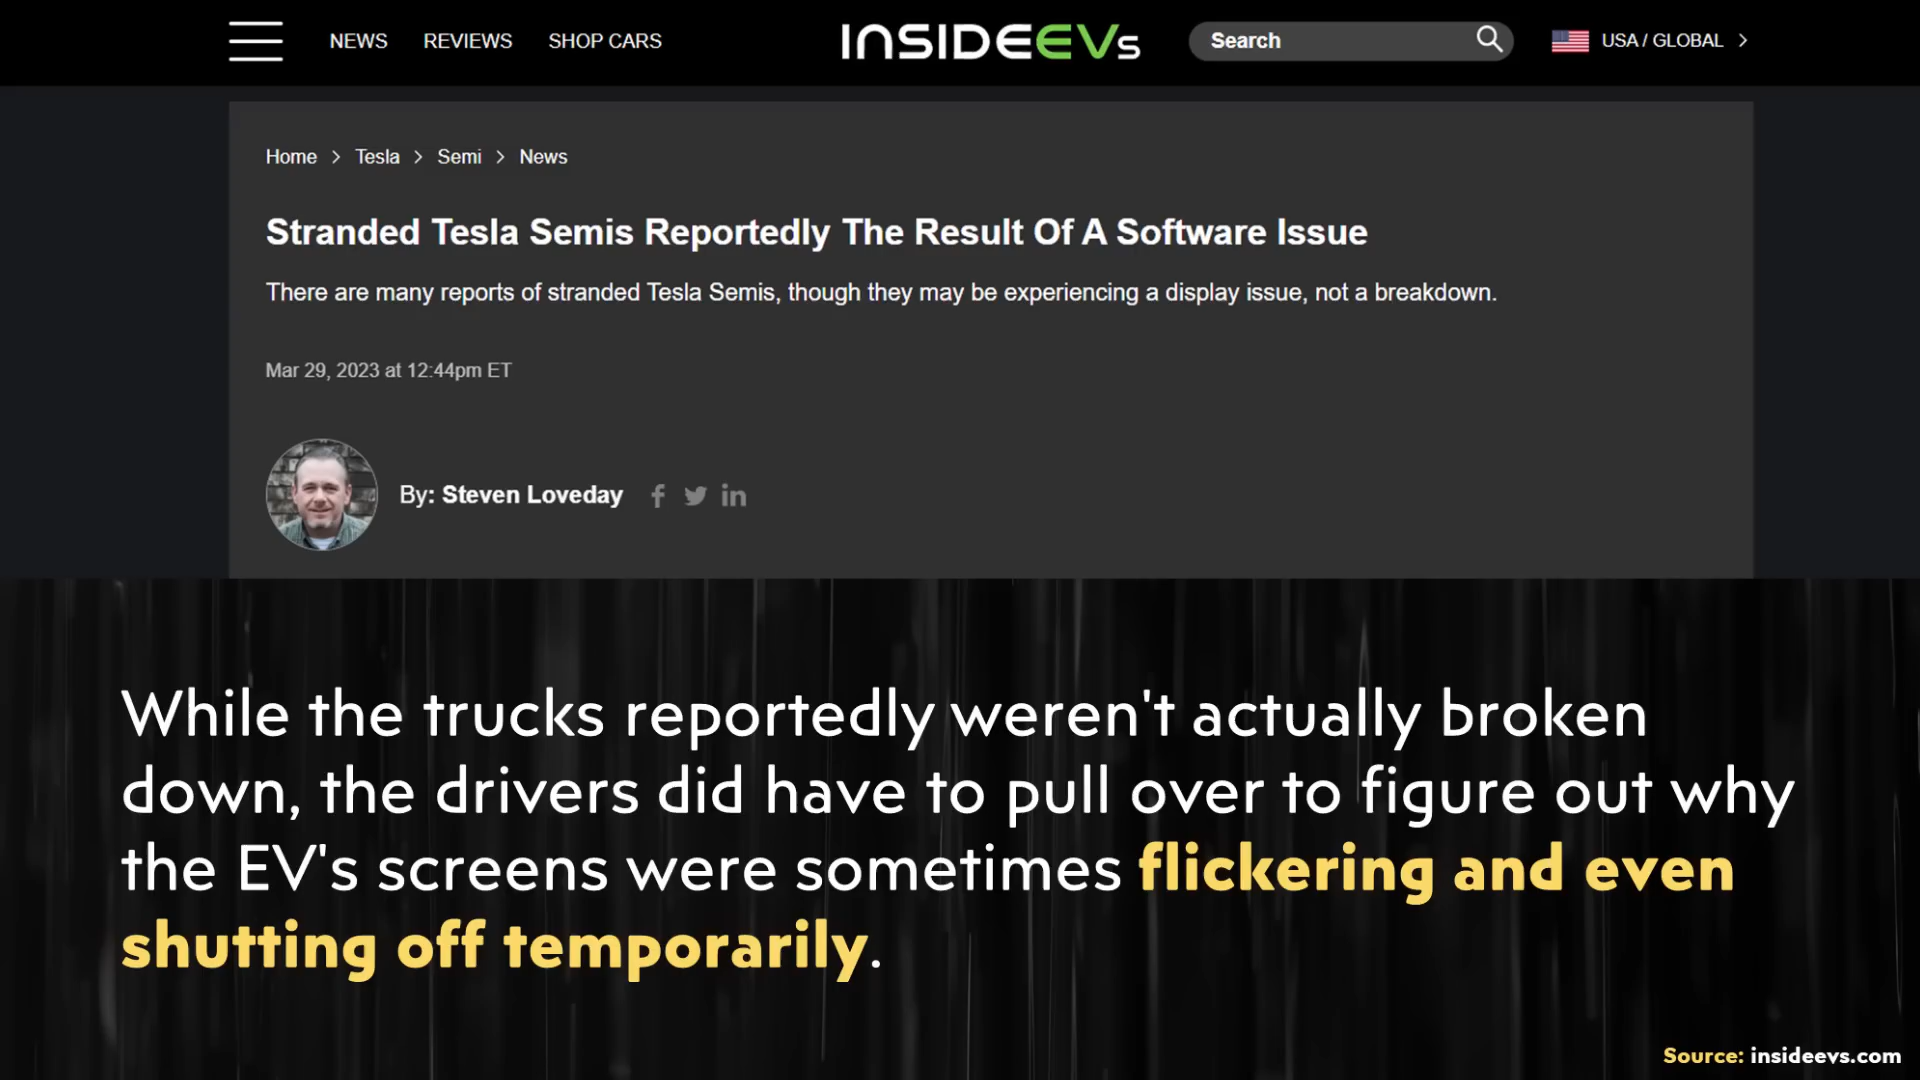 NEWS REVIEWS SHOP CARS INSIDEEVs Search USA / GLOBAL
Home > Tesla > Semi > News
Stranded Tesla Semis Reportedly The Result Of A Software Issue
There are many reports of stranded Tesla Semis, though they may be experiencing a display issue, not a breakdown.
Mar 29, 2023 at 12:44pm ET
By: Steven Loveday
While the trucks reportedly weren't actually broken
down, the drivers did have to pull over to figure out why
the EV's screens were sometimes flickering and even
shutting off temporarily.
Source: insideevs.com